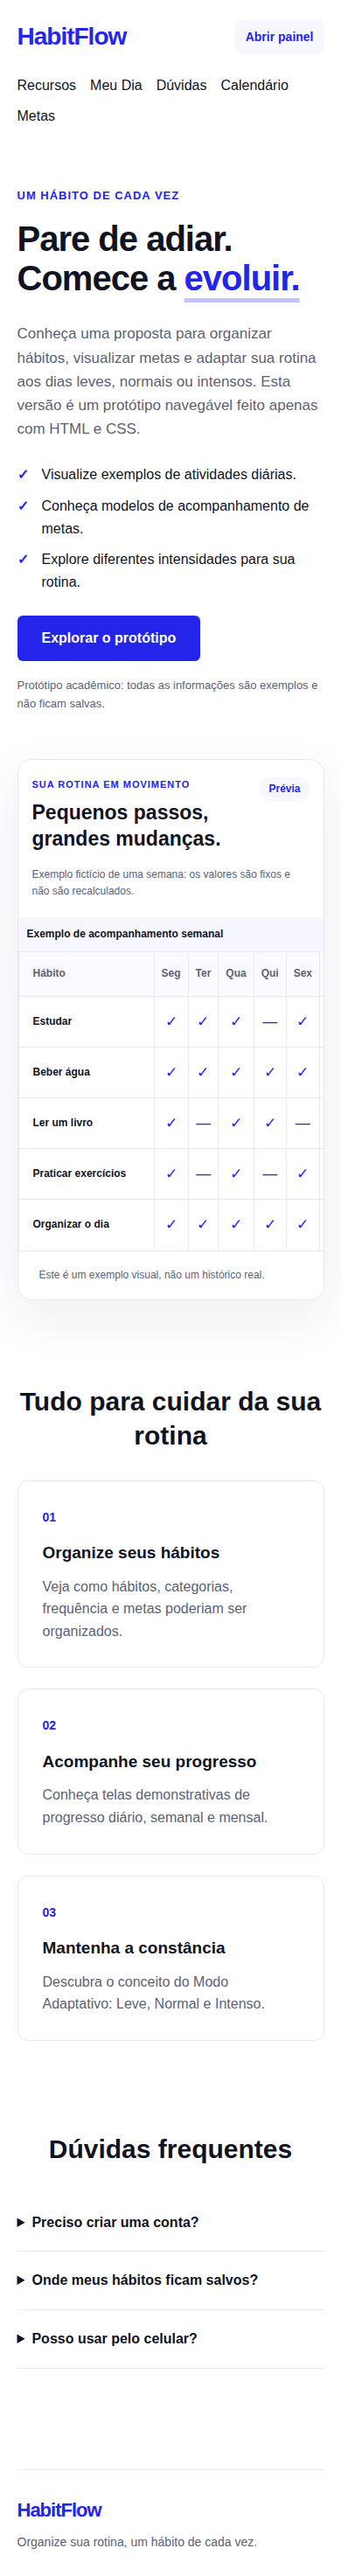 HabitFlow
Abrir painel
Recursos Meu Dia Dúvidas Calendário
Metas
UM HÁBITO DE CADA VEZ
Pare de adiar.
Comece a evoluir.
Conheça uma proposta para organizar
hábitos, visualizar metas e adaptar sua rotina
aos dias leves, normais ou intensos. Esta
versão é um protótipo navegável feito apenas
com HTML e CSS.
✓ Visualize exemplos de atividades diárias.
✓ Conheça modelos de acompanhamento de
metas.
✓ Explore diferentes intensidades para sua
rotina.
Explorar o protótipo
Protótipo acadêmico: todas as informações são exemplos e
não ficam salvas.
SUA ROTINA EM MOVIMENTO
Prévia
Pequenos passos,
grandes mudanças.
Exemplo fictício de uma semana: os valores são fixos e
não são recalculados.
Exemplo de acompanhamento semanal
Hábito Seg Ter Qua Qui Sex
Estudar ✓ ✓ ✓ — ✓
Beber água ✓ ✓ ✓ ✓ ✓
Ler um livro ✓ — ✓ ✓ —
Praticar exercícios ✓ — ✓ — ✓
Organizar o dia ✓ ✓ ✓ ✓ ✓
Este é um exemplo visual, não um histórico real.
Tudo para cuidar da sua
rotina
01
Organize seus hábitos
Veja como hábitos, categorias,
frequência e metas poderiam ser
organizados.
02
Acompanhe seu progresso
Conheça telas demonstrativas de
progresso diário, semanal e mensal.
03
Mantenha a constância
Descubra o conceito do Modo
Adaptativo: Leve, Normal e Intenso.
Dúvidas frequentes
Preciso criar uma conta?
Onde meus hábitos ficam salvos?
Posso usar pelo celular?
HabitFlow
Organize sua rotina, um hábito de cada vez.